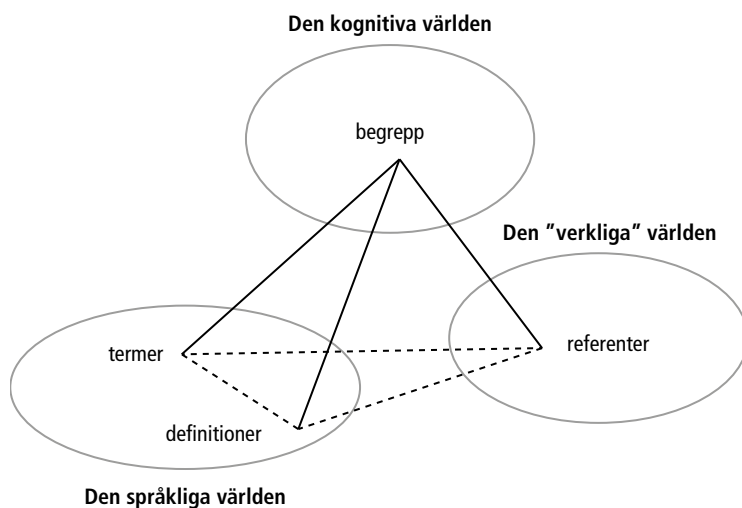 Den kognitiva världen
begrepp
Den ”verkliga” världen
termer
referenter
definitioner
Den språkliga världen